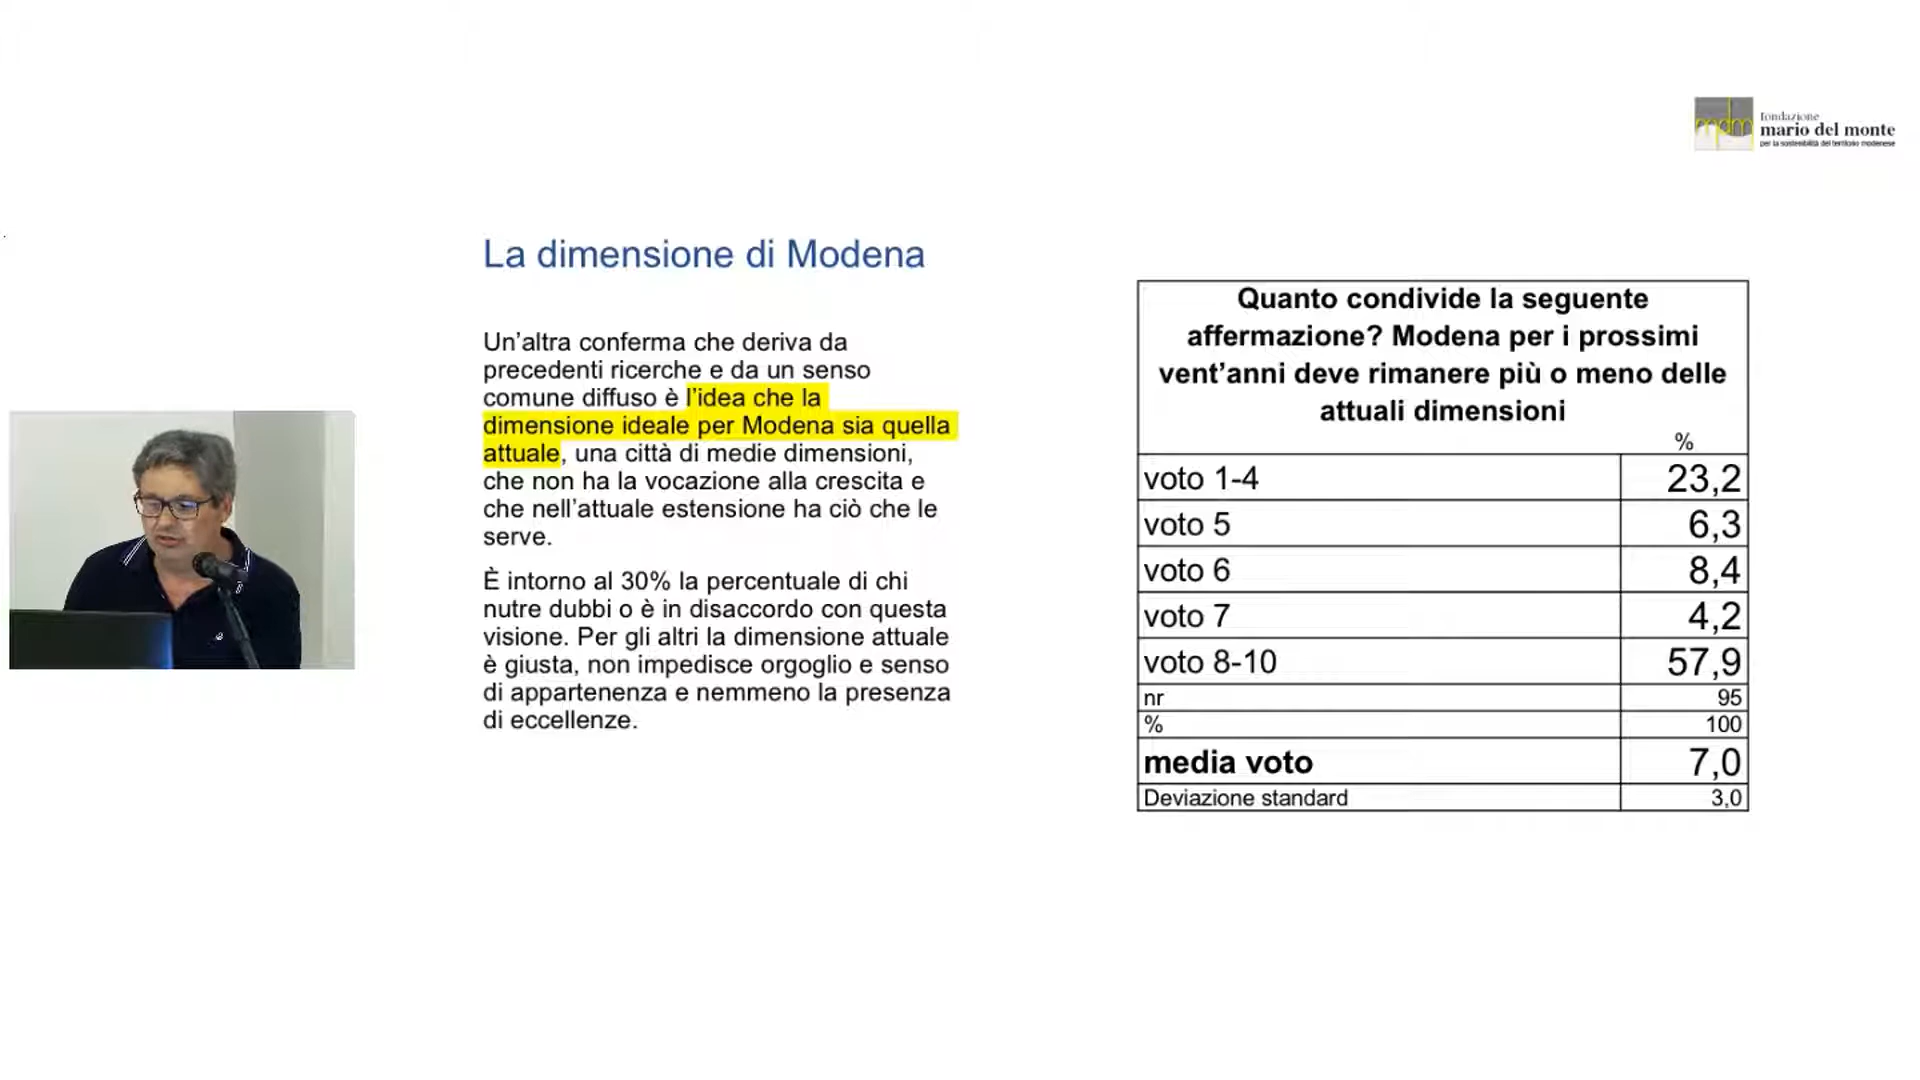 mdm
fondazione
mario del monte
per la sostenibilità del territorio modenese
La dimensione di Modena
Un’altra conferma che deriva da
precedenti ricerche e da un senso
comune diffuso è l’idea che la
dimensione ideale per Modena sia quella
attuale, una città di medie dimensioni,
che non ha la vocazione alla crescita e
che nell’attuale estensione ha ciò che le
serve.
È intorno al 30% la percentuale di chi
nutre dubbi o è in disaccordo con questa
visione. Per gli altri la dimensione attuale
è giusta, non impedisce orgoglio e senso
di appartenenza e nemmeno la presenza
di eccellenze.
Quanto condivide la seguente
affermazione? Modena per i prossimi
vent’anni deve rimanere più o meno delle
attuali dimensioni
%
voto 1-4 23,2
voto 5 6,3
voto 6 8,4
voto 7 4,2
voto 8-10 57,9
nr 95
% 100
media voto 7,0
Deviazione standard 3,0